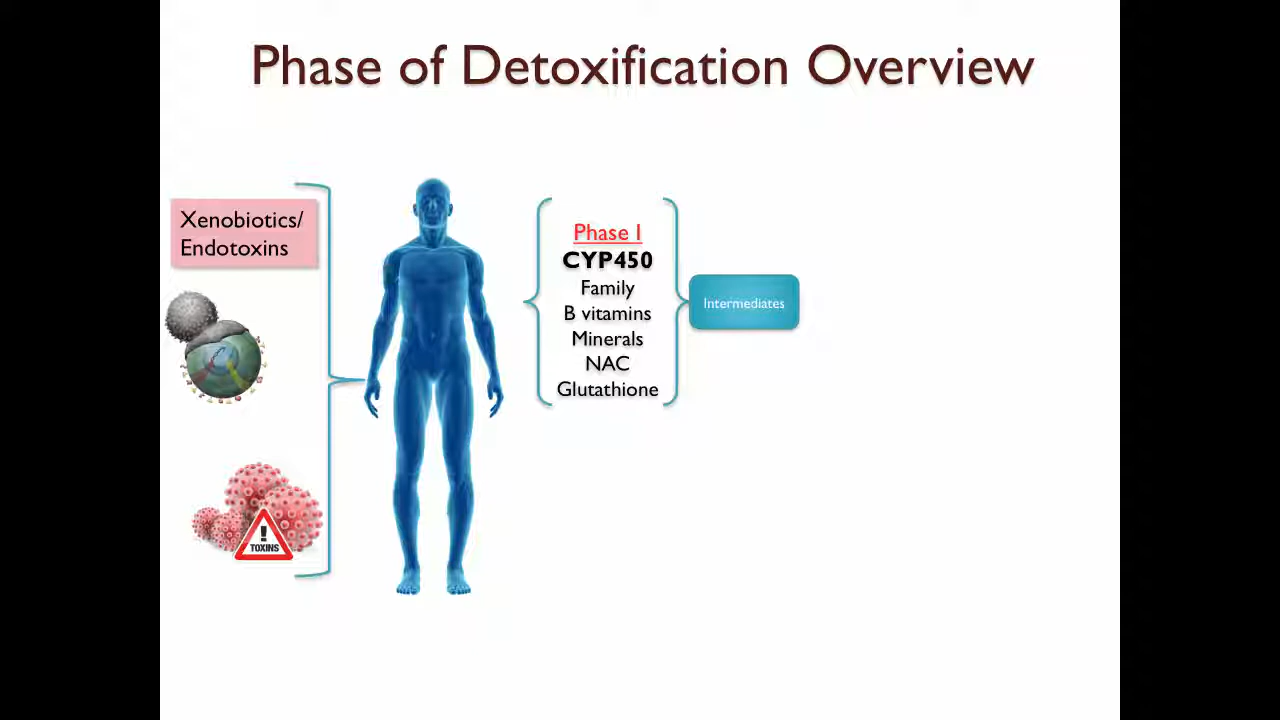 Phase of Detoxification Overview
Xenobiotics/
Endotoxins
TOXINS
Phase I
CYP450
Family
B vitamins
Minerals
NAC
Glutathione
Intermediates